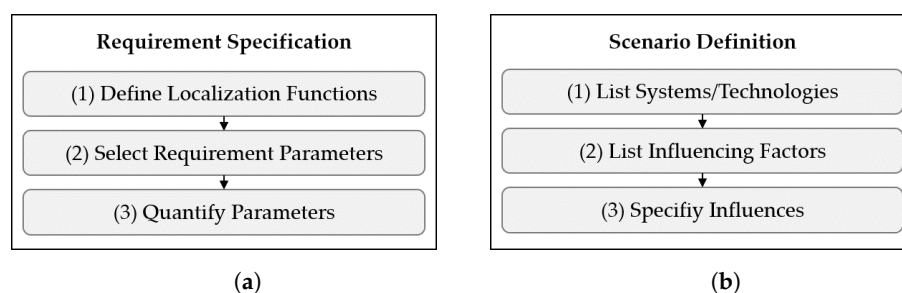 Requirement Specification
(1) Define Localization Functions
(2) Select Requirement Parameters
(3) Quantify Parameters
(a)
Scenario Definition
(1) List Systems/Technologies
(2) List Influencing Factors
(3) Specifiy Influences
(b)